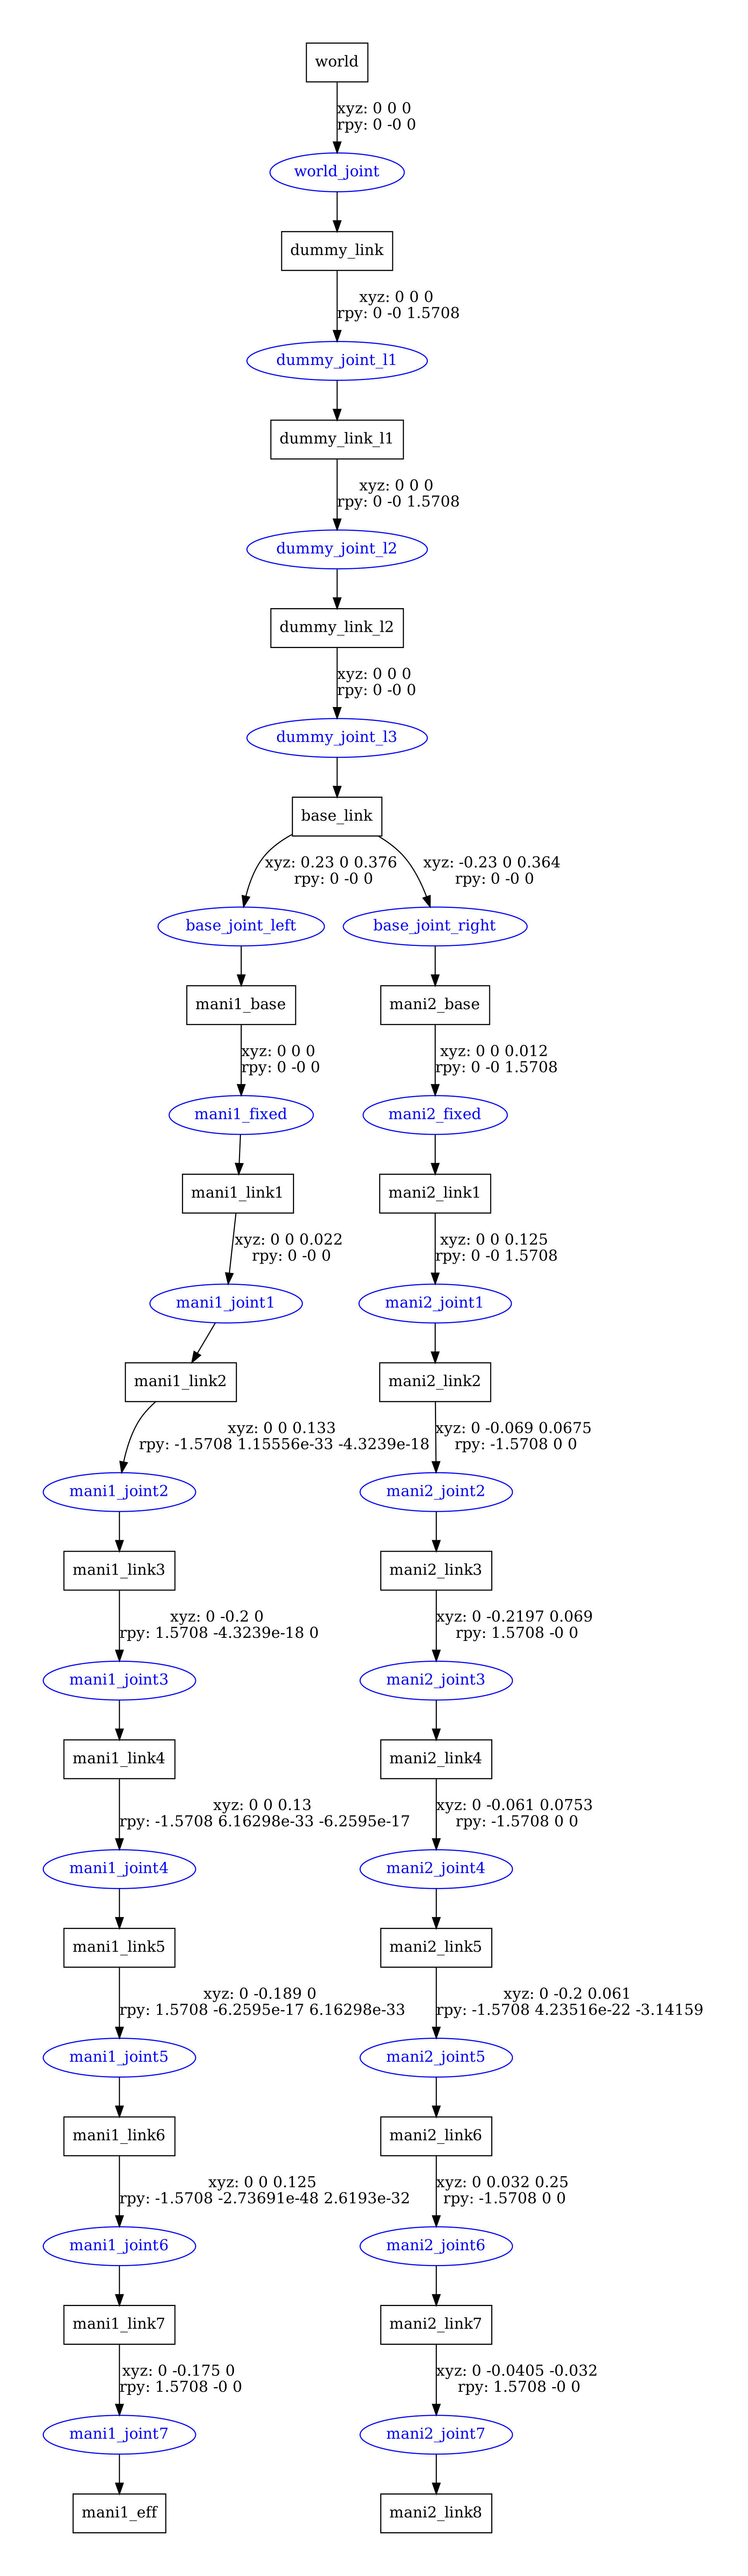 world
xyz: 0 0 0
rpy: 0 -0 0
world_joint
dummy_link
xyz: 0 0 0
rpy: 0 -0 1.5708
dummy_joint_l1
dummy_link_l1
xyz: 0 0 0
rpy: 0 -0 1.5708
dummy_joint_l2
dummy_link_l2
xyz: 0 0 0
rpy: 0 -0 0
dummy_joint_l3
base_link
xyz: 0.23 0 0.376
rpy: 0 -0 0
base_joint_left
mani1_base
xyz: 0 0 0
rpy: 0 -0 0
mani1_fixed
mani1_link1
xyz: 0 0 0.022
rpy: 0 -0 0
mani1_joint1
mani1_link2
xyz: 0 0 0.133
rpy: -1.5708 1.15556e-33 -4.3239e-18
mani1_joint2
mani1_link3
xyz: 0 -0.2 0
rpy: 1.5708 -4.3239e-18 0
mani1_joint3
mani1_link4
xyz: 0 0 0.13
rpy: -1.5708 6.16298e-33 -6.2595e-17
mani1_joint4
mani1_link5
xyz: 0 -0.189 0
rpy: 1.5708 -6.2595e-17 6.16298e-33
mani1_joint5
mani1_link6
xyz: 0 0 0.125
rpy: -1.5708 -2.73691e-48 2.6193e-32
mani1_joint6
mani1_link7
xyz: 0 -0.175 0
rpy: 1.5708 -0 0
mani1_joint7
mani1_eff
xyz: -0.23 0 0.364
rpy: 0 -0 0
base_joint_right
mani2_base
xyz: 0 0 0.012
rpy: 0 -0 1.5708
mani2_fixed
mani2_link1
xyz: 0 0 0.125
rpy: 0 -0 1.5708
mani2_joint1
mani2_link2
xyz: 0 -0.069 0.0675
rpy: -1.5708 0 0
mani2_joint2
mani2_link3
xyz: 0 -0.2197 0.069
rpy: 1.5708 -0 0
mani2_joint3
mani2_link4
xyz: 0 -0.061 0.0753
rpy: -1.5708 0 0
mani2_joint4
mani2_link5
xyz: 0 -0.2 0.061
rpy: -1.5708 4.23516e-22 -3.14159
mani2_joint5
mani2_link6
xyz: 0 0.032 0.25
rpy: -1.5708 0 0
mani2_joint6
mani2_link7
xyz: 0 -0.0405 -0.032
rpy: 1.5708 -0 0
mani2_joint7
mani2_link8